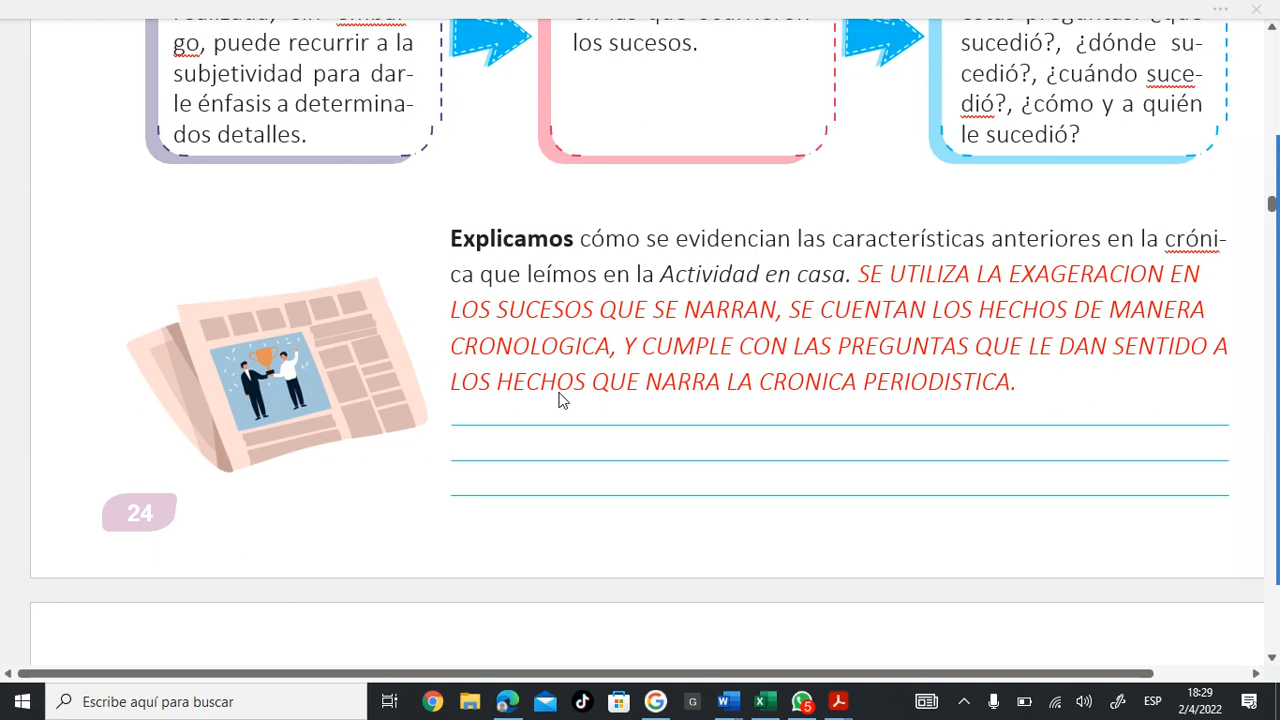 go, puede recurrir a la
subjetividad para dar-
le énfasis a determina-
dos detalles.
los sucesos.
estas preguntas: ¿qué
sucedió?, ¿dónde su-
cedió?, ¿cuándo suce-
dió?, ¿cómo y a quién
le sucedió?
Explicamos cómo se evidencian las características anteriores en la cróni-
ca que leímos en la Actividad en casa. SE UTILIZA LA EXAGERACION EN
LOS SUCESOS QUE SE NARRAN, SE CUENTAN LOS HECHOS DE MANERA
CRONOLOGICA, Y CUMPLE CON LAS PREGUNTAS QUE LE DAN SENTIDO A
LOS HECHOS QUE NARRA LA CRONICA PERIODISTICA.
24
Escribe aquí para buscar
G
5
ESP
18:29
2/4/2022